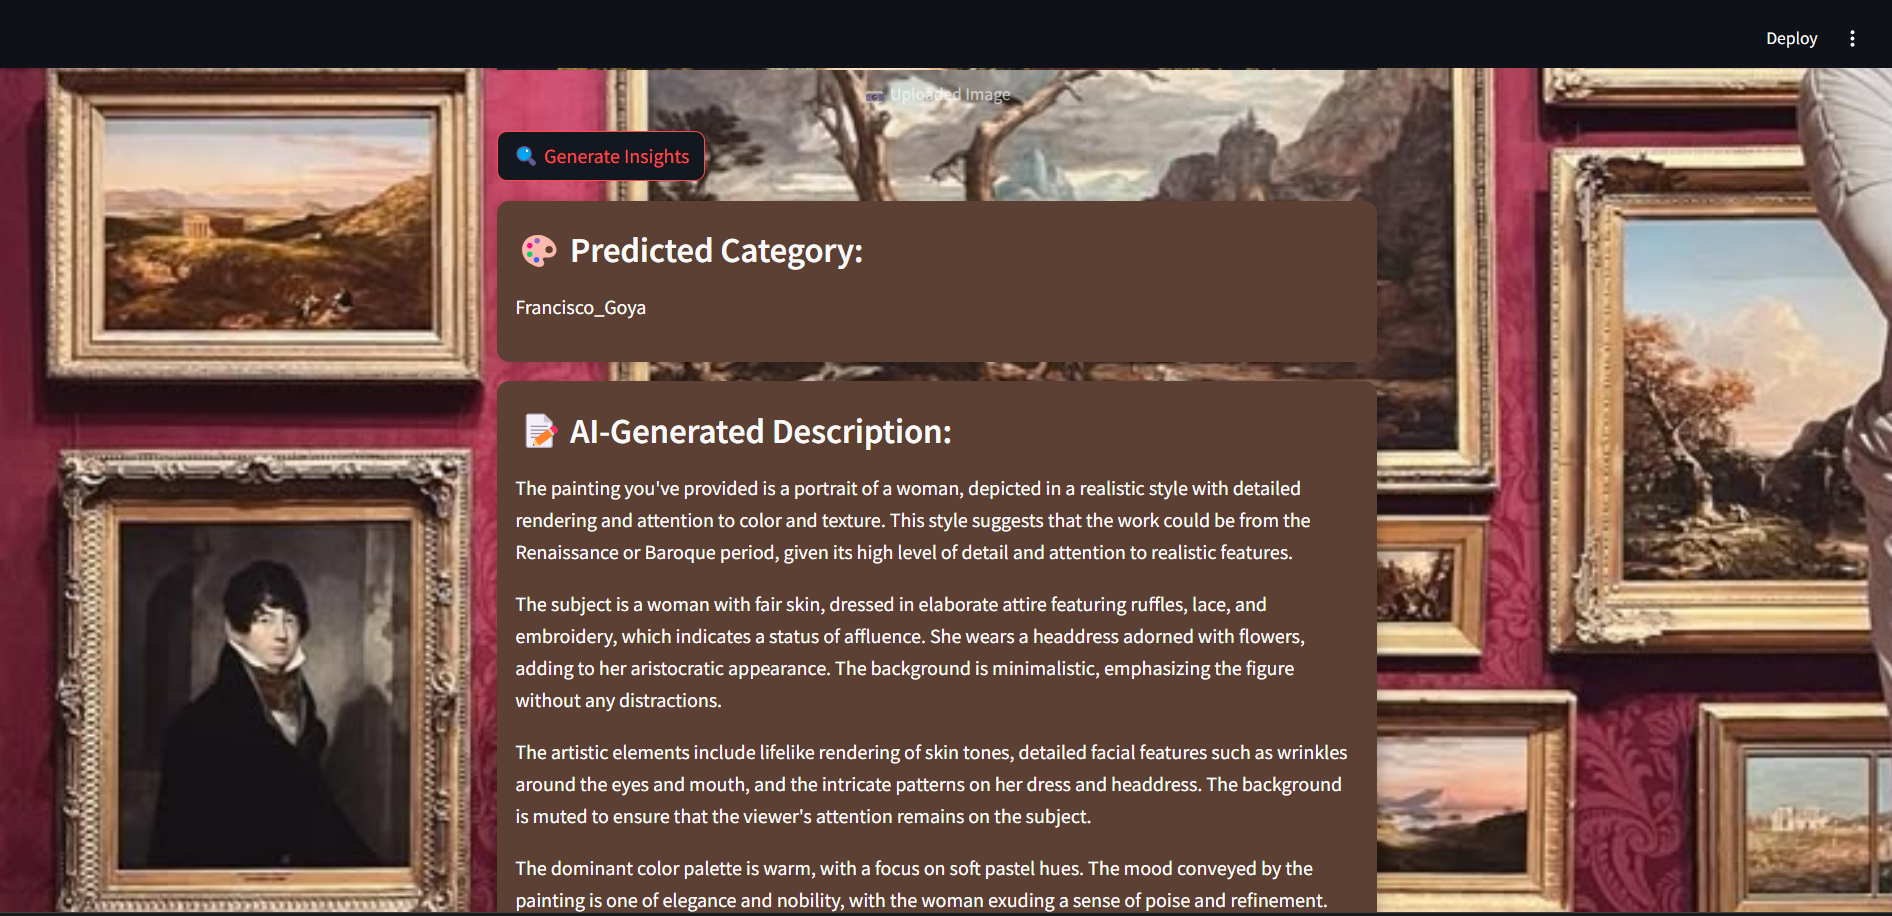 Deploy
Uploaded Image
Generate Insights
Predicted Category:
Francisco_Goya
AI-Generated Description:
The painting you've provided is a portrait of a woman, depicted in a realistic style with detailed
rendering and attention to color and texture. This style suggests that the work could be from the
Renaissance or Baroque period, given its high level of detail and attention to realistic features.
The subject is a woman with fair skin, dressed in elaborate attire featuring ruffles, lace, and
embroidery, which indicates a status of affluence. She wears a headdress adorned with flowers,
adding to her aristocratic appearance. The background is minimalistic, emphasizing the figure
without any distractions.
The artistic elements include lifelike rendering of skin tones, detailed facial features such as wrinkles
around the eyes and mouth, and the intricate patterns on her dress and headdress. The background
is muted to ensure that the viewer's attention remains on the subject.
The dominant color palette is warm, with a focus on soft pastel hues. The mood conveyed by the
painting is one of elegance and nobility, with the woman exuding a sense of poise and refinement.